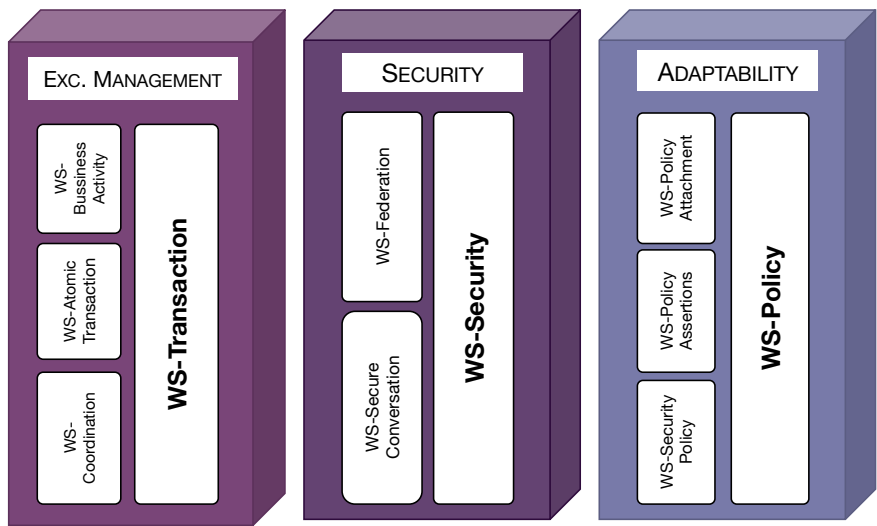 EXC. MANAGEMENT
WS-
Bussiness
Activity
WS-Atomic
Transaction
WS-
Coordination
WS-Transaction
SECURITY
WS-Federation
WS-Secure
Conversation
WS-Security
ADAPTABILITY
WS-Policy
Attachment
WS-Policy
Assertions
WS-Security
Policy
WS-Policy